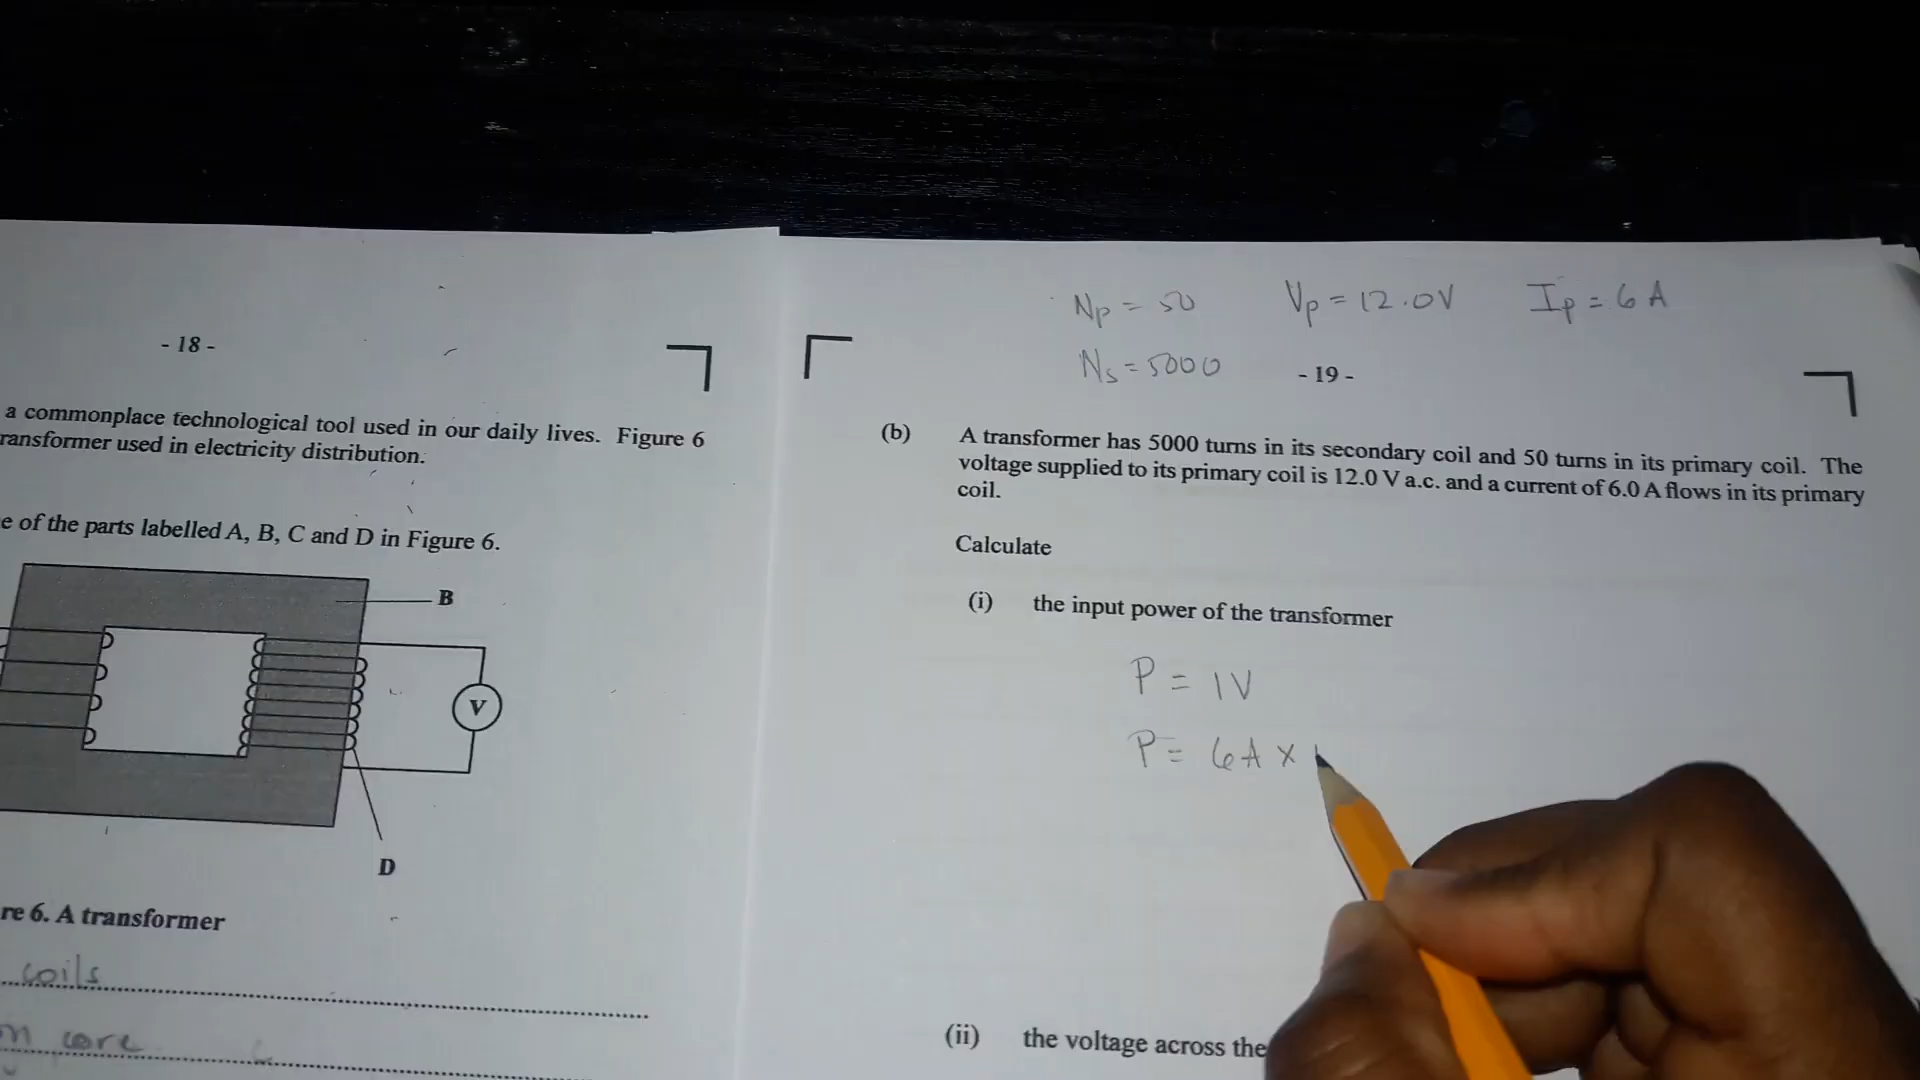 - 18 -
a commonplace technological tool used in our daily lives. Figure 6
ransformer used in electricity distribution.
e of the parts labelled A, B, C and D in Figure 6.
B
V
D
re 6. A transformer
coils
core
Np = 50 Vp = 12.0V Ip = 6 A
Ns = 5000
- 19 -
(b) A transformer has 5000 turns in its secondary coil and 50 turns in its primary coil. The
voltage supplied to its primary coil is 12.0 V a.c. and a current of 6.0 A flows in its primary
coil.
Calculate
(i) the input power of the transformer
P = IV
P = 6A ×
(ii) the voltage across the